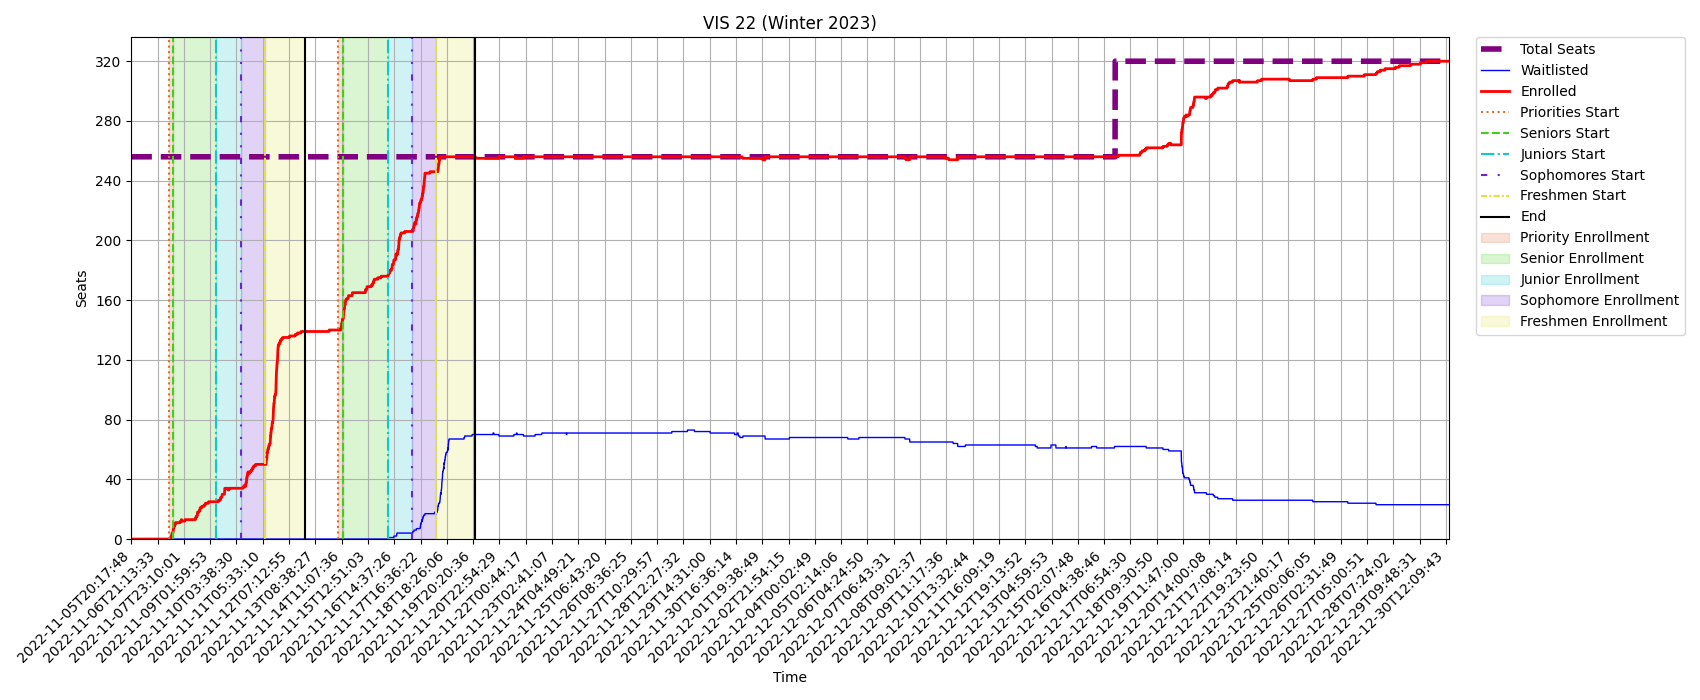 VIS 22 (Winter 2023)
Seats
320
280
240
200
160
120
80
40
0
2022-11-05T20:17:48
2022-11-06T21:13:33
2022-11-07T23:10:01
2022-11-09T01:59:53
2022-11-10T03:38:30
2022-11-11T05:33:10
2022-11-12T07:12:55
2022-11-13T08:38:27
2022-11-14T11:07:36
2022-11-15T12:51:03
2022-11-16T14:37:26
2022-11-17T16:36:22
2022-11-18T18:26:06
2022-11-19T20:20:36
2022-11-20T22:54:29
2022-11-22T00:44:17
2022-11-23T02:41:07
2022-11-24T04:49:21
2022-11-25T06:43:20
2022-11-26T08:36:25
2022-11-27T10:29:57
2022-11-28T12:27:32
2022-11-29T14:31:00
2022-11-30T16:36:14
2022-12-01T19:38:49
2022-12-02T21:54:15
2022-12-04T00:02:49
2022-12-05T02:14:06
2022-12-06T04:24:50
2022-12-07T06:43:31
2022-12-08T09:02:37
2022-12-09T11:17:36
2022-12-10T13:32:44
2022-12-11T16:09:19
2022-12-12T19:13:52
2022-12-13T04:59:53
2022-12-15T02:07:48
2022-12-16T04:38:46
2022-12-17T06:54:30
2022-12-18T09:30:50
2022-12-19T11:47:00
2022-12-20T14:00:08
2022-12-21T17:08:14
2022-12-22T19:23:50
2022-12-23T21:40:17
2022-12-25T00:06:05
2022-12-26T02:31:49
2022-12-27T05:00:51
2022-12-28T07:24:02
2022-12-29T09:48:31
2022-12-30T12:09:43
Time
Total Seats
Waitlisted
Enrolled
Priorities Start
Seniors Start
Juniors Start
Sophomores Start
Freshmen Start
End
Priority Enrollment
Senior Enrollment
Junior Enrollment
Sophomore Enrollment
Freshmen Enrollment